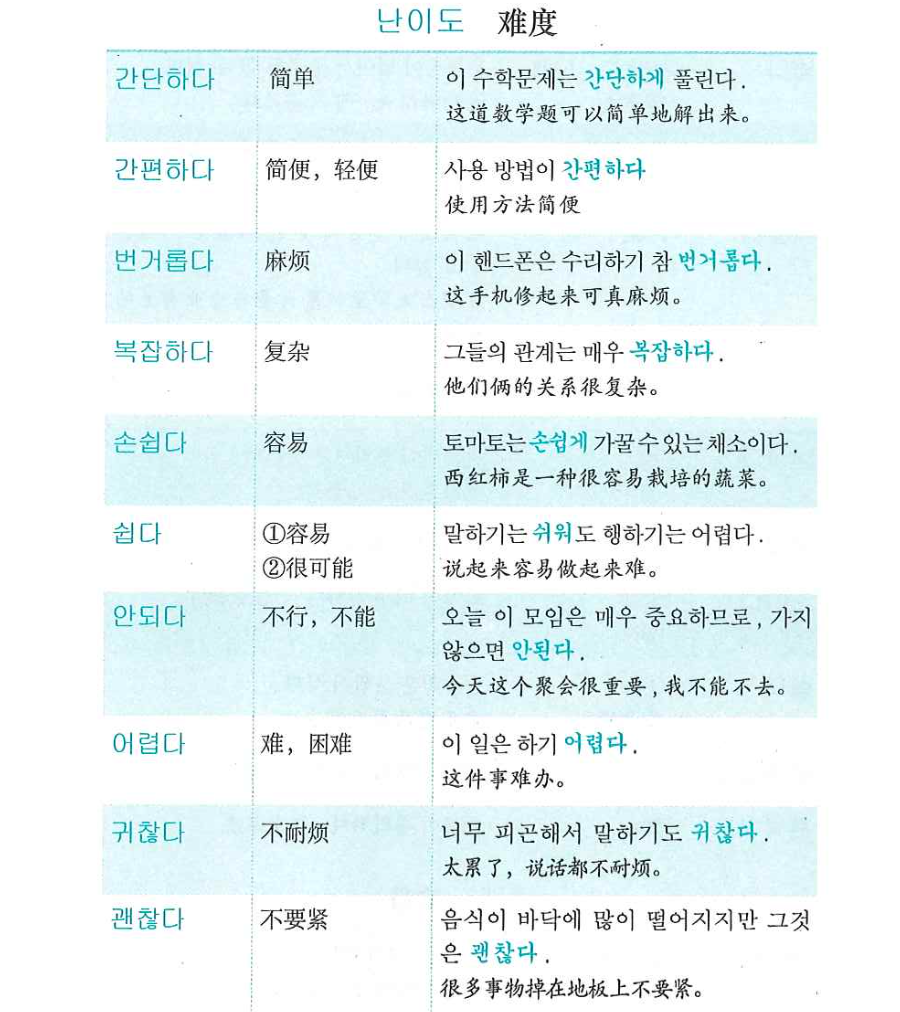 난이도 难度
간단하다 简单 이 수학문제는 간단하게 풀린다.
这道数学题可以简单地解出来。
간편하다 简便，轻便 사용 방법이 간편하다
使用方法简便
번거롭다 麻烦 이 핸드폰은 수리하기 참 번거롭다.
这手机修起来可真麻烦。
복잡하다 复杂 그들의 관계는 매우 복잡하다.
他们俩的关系很复杂。
손쉽다 容易 토마토는 손쉽게 가꿀 수 있는 채소이다.
西红柿是一种很容易栽培的蔬菜。
쉽다 ①容易 말하기는 쉬워도 행하기는 어렵다.
②很可能 说起来容易做起来难。
안되다 不行，不能 오늘 이 모임은 매우 중요하므로, 가지
않으면 안된다.
今天这个聚会很重要,我不能不去。
어렵다 难，困难 이 일은 하기 어렵다.
这件事难办。
귀찮다 不耐烦 너무 피곤해서 말하기도 귀찮다.
太累了，说话都不耐烦。
괜찮다 不要紧 음식이 바닥에 많이 떨어지지만 그것
은 괜찮다.
很多事物掉在地板上不要紧。